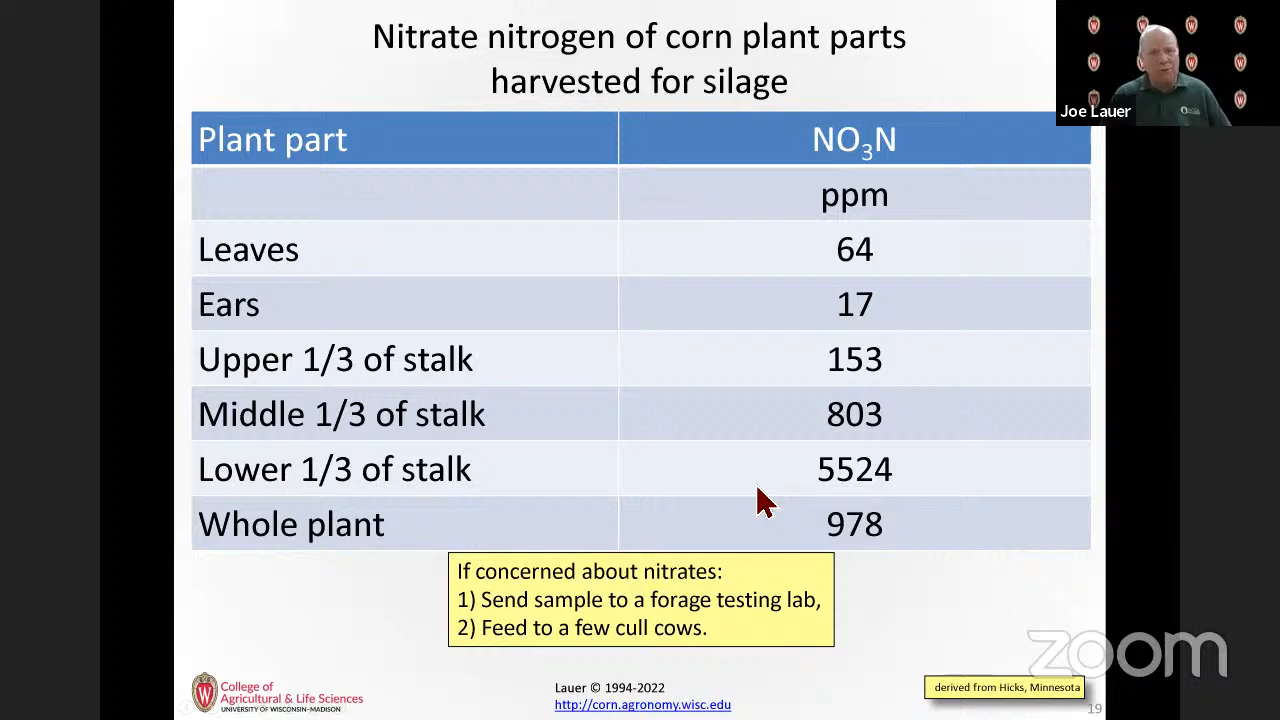 Nitrate nitrogen of corn plant parts
harvested for silage
Joe Lauer
Plant part NO₃N
ppm
Leaves 64
Ears 17
Upper 1/3 of stalk 153
Middle 1/3 of stalk 803
Lower 1/3 of stalk 5524
Whole plant 978
If concerned about nitrates:
1) Send sample to a forage testing lab,
2) Feed to a few cull cows.
zoom
College of
Agricultural & Life Sciences
UNIVERSITY OF WISCONSIN-MADISON
Lauer © 1994-2022
http://corn.agronomy.wisc.edu
derived from Hicks, Minnesota
19